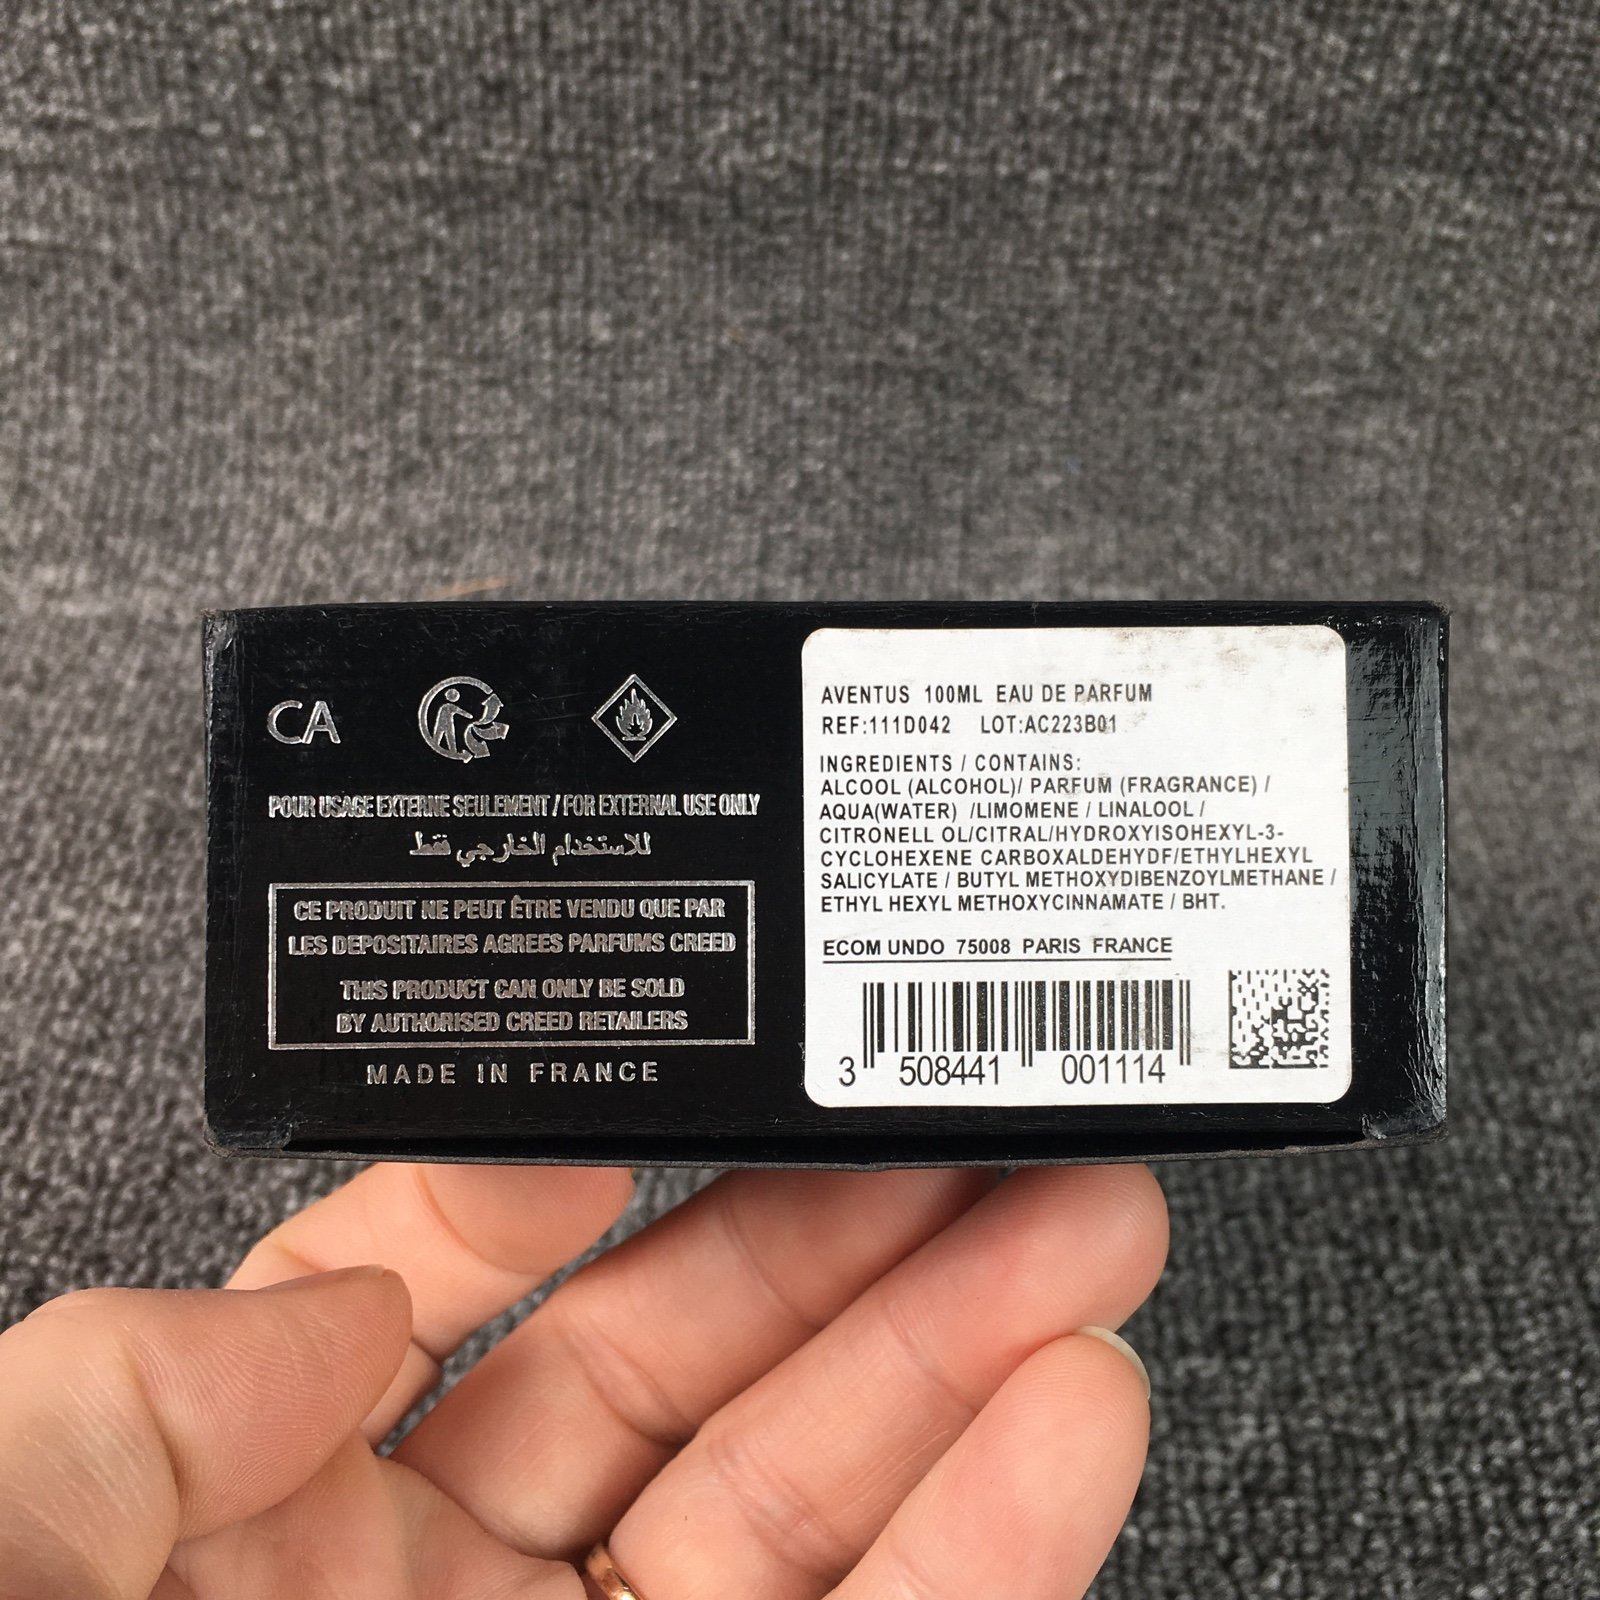 CA
POUR USAGE EXTERNE SEULEMENT / FOR EXTERNAL USE ONLY
للاستخدام الخارجي فقط
CE PRODUIT NE PEUT ÊTRE VENDU QUE PAR
LES DEPOSITAIRES AGREES PARFUMS CREED
THIS PRODUCT CAN ONLY BE SOLD
BY AUTHORISED CREED RETAILERS
MADE IN FRANCE
AVENTUS 100ML EAU DE PARFUM
REF:111D042 LOT:AC223B01
INGREDIENTS / CONTAINS:
ALCOOL (ALCOHOL)/ PARFUM (FRAGRANCE) /
AQUA(WATER) /LIMOMENE / LINALOOL /
CITRONELL OL/CITRAL/HYDROXYISOHEXYL-3-
CYCLOHEXENE CARBOXALDEHYDF/ETHYLHEXYL
SALICYLATE / BUTYL METHOXYDIBENZOYLMETHANE /
ETHYL HEXYL METHOXYCINNAMATE / BHT.
ECOM UNDO 75008 PARIS FRANCE
3 508441 001114